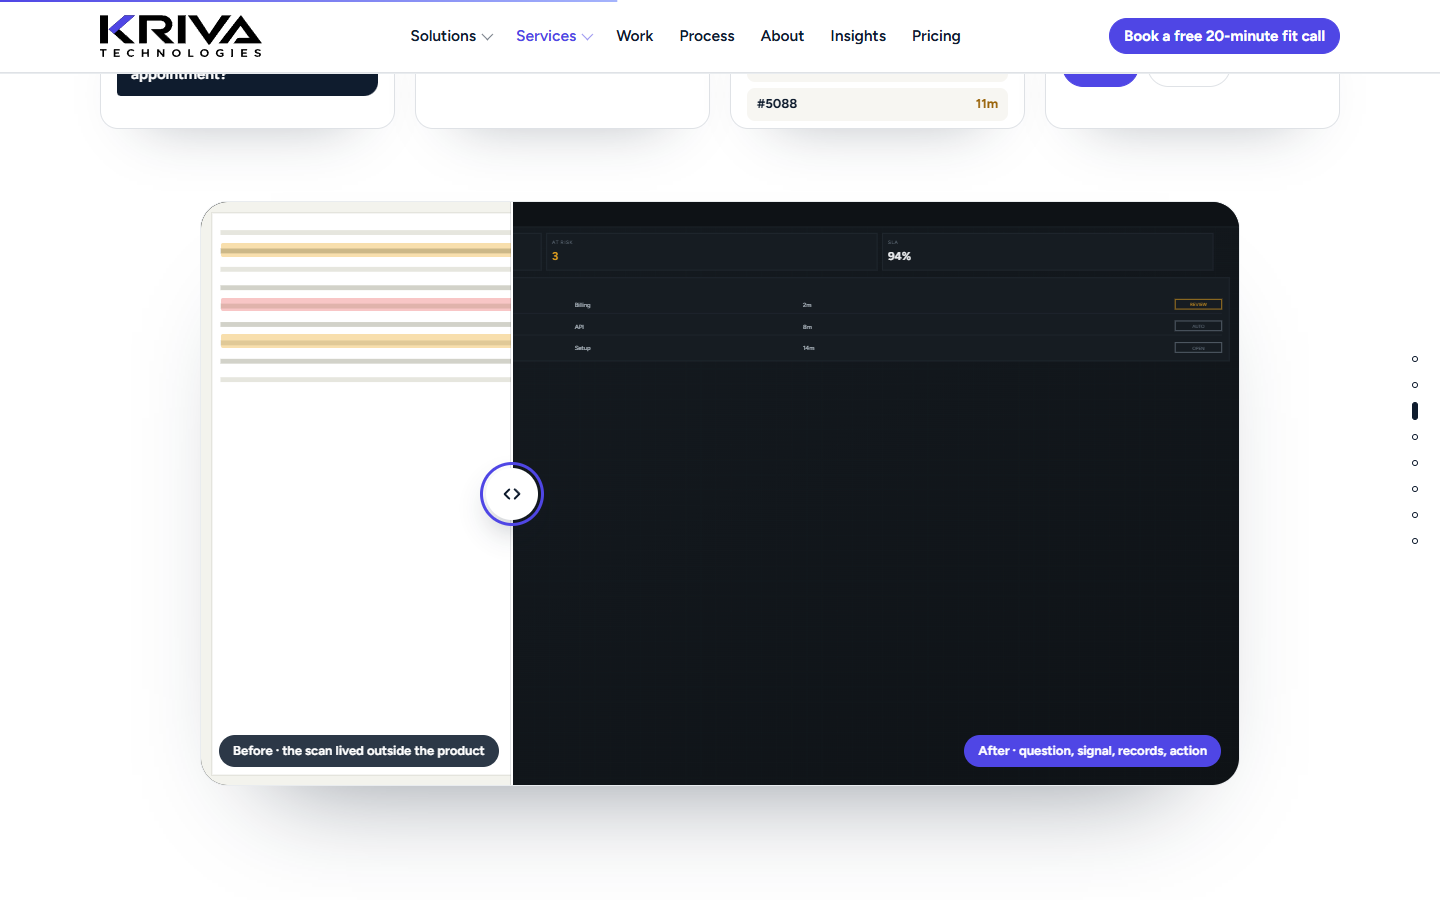 KRIVA
TECHNOLOGIES
Solutions
Services
Work
Process
About
Insights
Pricing
Book a free 20-minute fit call
appointment?
#5088
11m
AT RISK
3
SLA
94%
Billing
2m
REVIEW
API
8m
AUTO
Setup
14m
OPEN
Before · the scan lived outside the product
After · question, signal, records, action